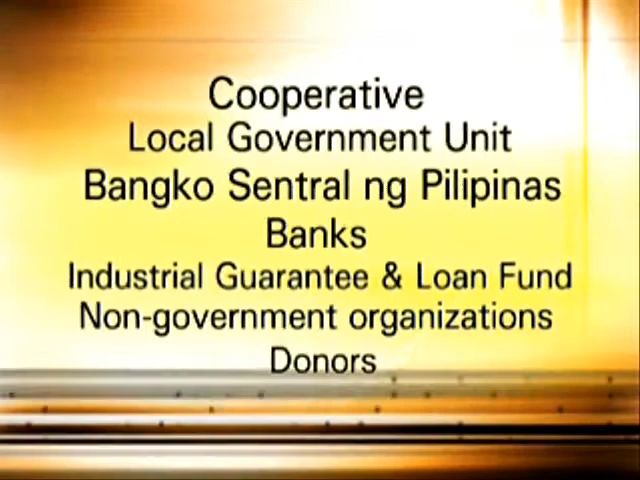 Cooperative
Local Government Unit
Bangko Sentral ng Pilipinas
Banks
Industrial Guarantee & Loan Fund
Non-government organizations
Donors